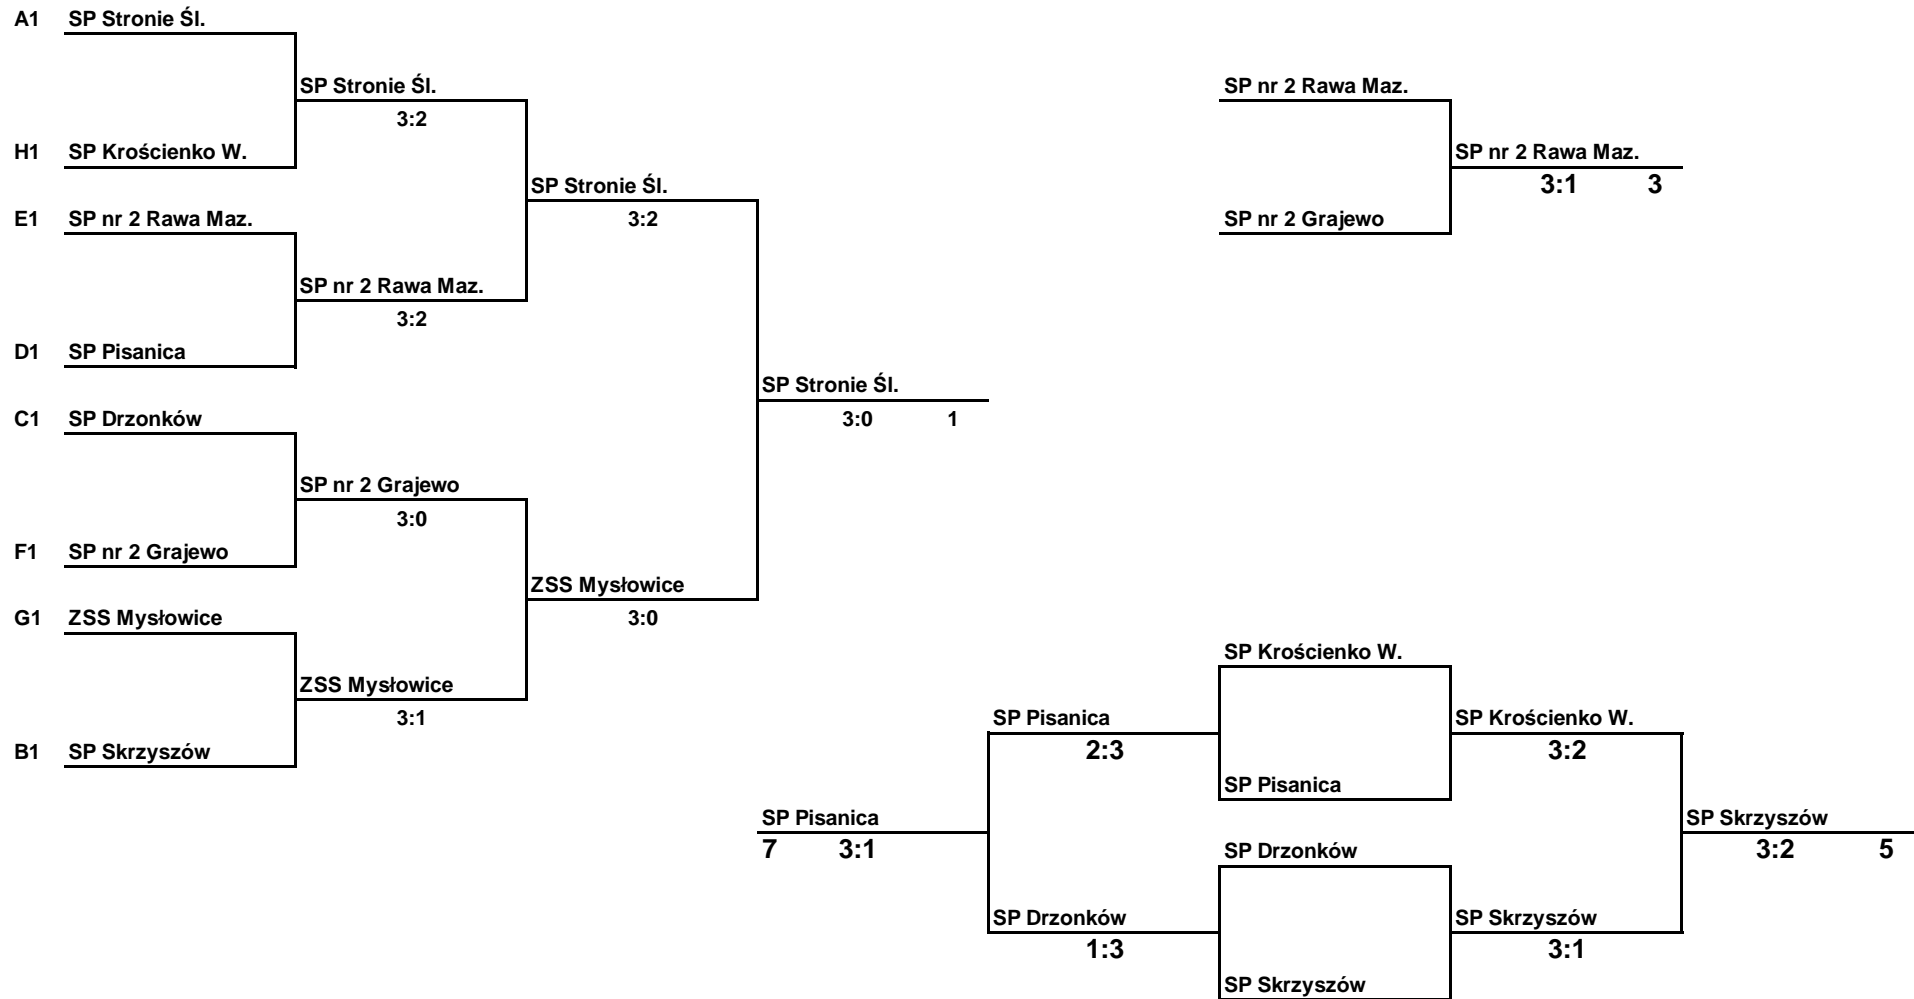 A1 SP Stronie Śl.
SP Stronie Śl.
3:2
H1 SP Krościenko W.
SP Stronie Śl.
3:2
E1 SP nr 2 Rawa Maz.
SP nr 2 Rawa Maz.
3:2
D1 SP Pisanica
SP Stronie Śl.
3:0 1
C1 SP Drzonków
SP nr 2 Grajewo
3:0
F1 SP nr 2 Grajewo
ZSS Mysłowice
3:0
G1 ZSS Mysłowice
ZSS Mysłowice
3:1
B1 SP Skrzyszów
SP nr 2 Rawa Maz.
SP nr 2 Rawa Maz.
3:1 3
SP nr 2 Grajewo
SP Krościenko W.
SP Pisanica
2:3
SP Krościenko W.
3:2
SP Pisanica
SP Pisanica
7 3:1
SP Skrzyszów
3:2 5
SP Drzonków
SP Drzonków
1:3
SP Skrzyszów
3:1
SP Skrzyszów